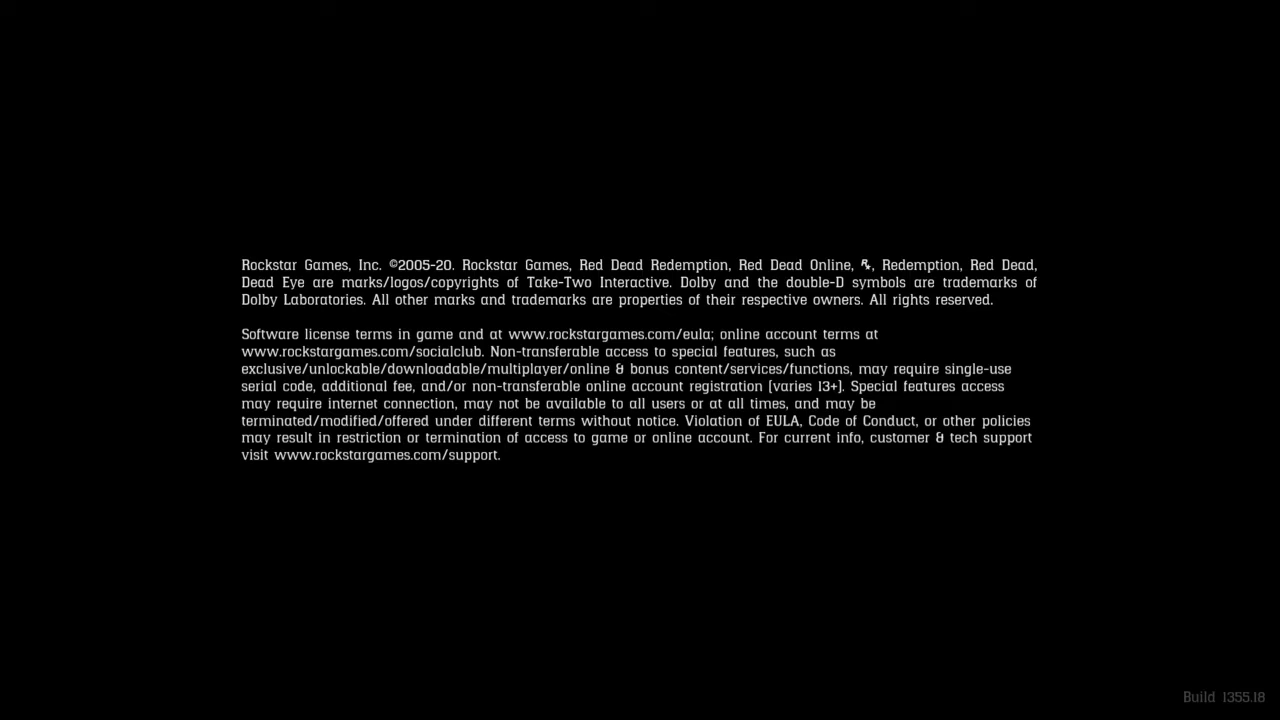 Rockstar Games, Inc. ©2005-20. Rockstar Games, Red Dead Redemption, Red Dead Online, R★, Redemption, Red Dead,
Dead Eye are marks/logos/copyrights of Take-Two Interactive. Dolby and the double-D symbols are trademarks of
Dolby Laboratories. All other marks and trademarks are properties of their respective owners. All rights reserved.
Software license terms in game and at www.rockstargames.com/eula; online account terms at
www.rockstargames.com/socialclub. Non-transferable access to special features, such as
exclusive/unlockable/downloadable/multiplayer/online & bonus content/services/functions, may require single-use
serial code, additional fee, and/or non-transferable online account registration [varies 13+]. Special features access
may require internet connection, may not be available to all users or at all times, and may be
terminated/modified/offered under different terms without notice. Violation of EULA, Code of Conduct, or other policies
may result in restriction or termination of access to game or online account. For current info, customer & tech support
visit www.rockstargames.com/support.
Build 1355.18